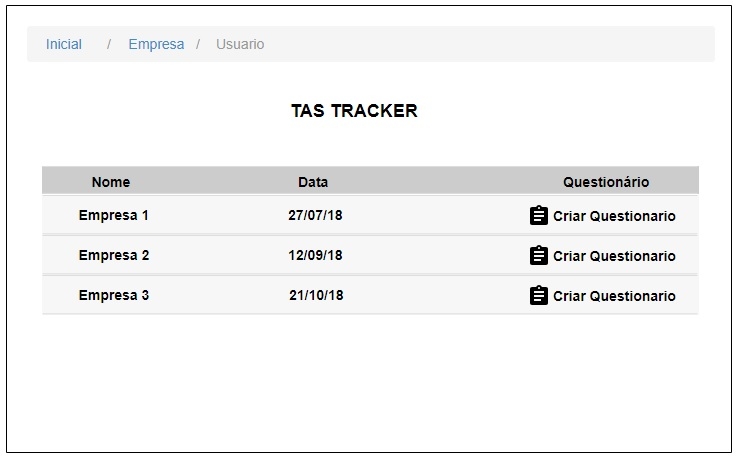 Inicial / Empresa / Usuario
TAS TRACKER
Nome Data Questionário
Empresa 1 27/07/18 Criar Questionario
Empresa 2 12/09/18 Criar Questionario
Empresa 3 21/10/18 Criar Questionario